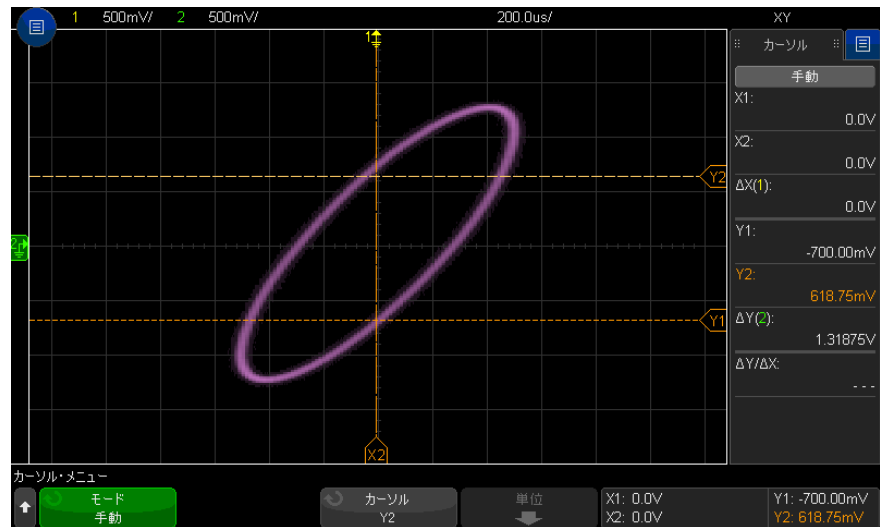 1 500mV/ 2 500mV/ 200.0us/ XY
カーソル
手動
X1:
0.0V
X2:
0.0V
ΔX(1):
0.0V
Y1:
-700.00mV
Y2:
618.75mV
ΔY(2):
1.31875V
ΔY/ΔX:
- - -
1
2
Y2
Y1
X2
カーソル・メニュー
モード
手動
カーソル
Y2
単位
X1: 0.0V
X2: 0.0V
Y1: -700.00mV
Y2: 618.75mV